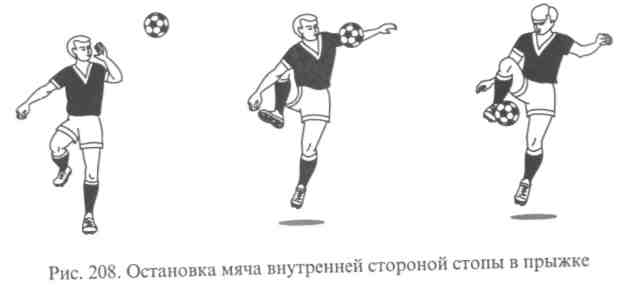 Рис. 208. Остановка мяча внутренней стороной стопы в прыжке